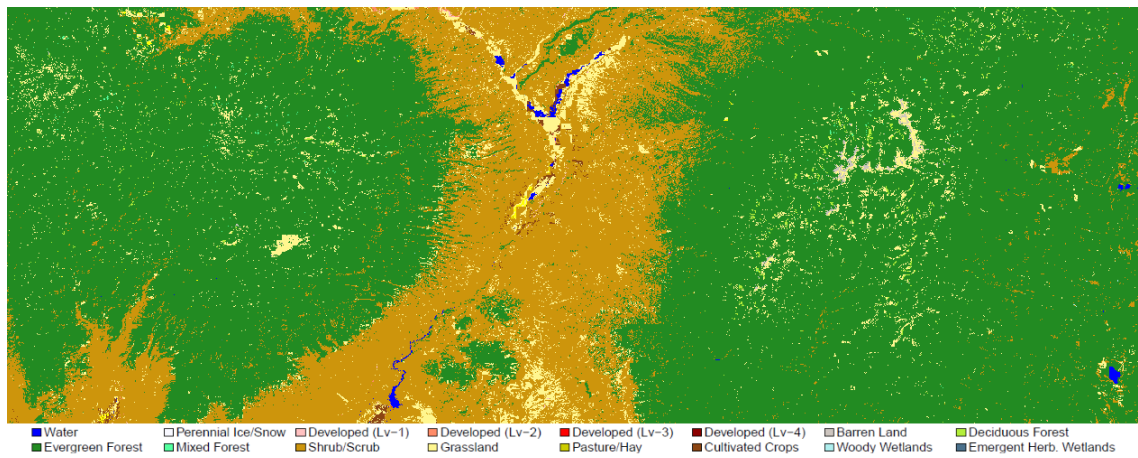 Water Perennial Ice/Snow Developed (Lv−1) Developed (Lv−2) Developed (Lv−3) Developed (Lv−4) Barren Land Deciduous Forest
Evergreen Forest Mixed Forest Shrub/Scrub Grassland Pasture/Hay Cultivated Crops Woody Wetlands Emergent Herb. Wetlands